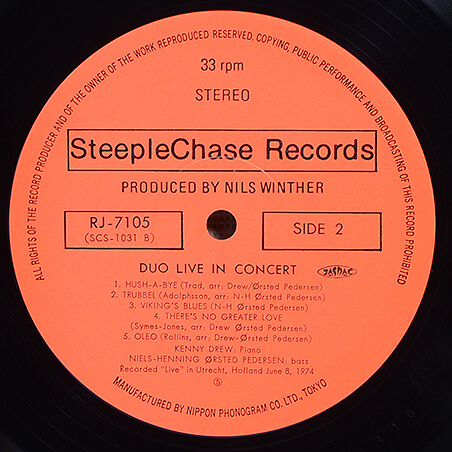 ALL RIGHTS OF THE RECORD PRODUCER AND OF THE OWNER OF THE WORK REPRODUCED RESERVED. COPYING, PUBLIC PERFORMANCE AND BROADCASTING OF THIS RECORD PROHIBITED
33 rpm
STEREO
SteepleChase Records
PRODUCED BY NILS WINTHER
RJ-7105
(SCS-1031 B)
SIDE 2
DUO LIVE IN CONCERT
JASRAC
1. HUSH-A-BYE (Trad, arr: Drew/Ørsted Pedersen)
2. TRUBBEL (Adolphsson, arr: N-H Ørsted Pedersen)
3. VIKING'S BLUES (N-H Ørsted Pedersen)
4. THERE'S NO GREATER LOVE
(Symes-Jones, arr: Drew Ørsted Pedersen)
5. OLEO (Rollins, arr: Drew-Ørsted Pedersen)
KENNY DREW: Piano
NIELS-HENNING ØRSTED PEDERSEN: bass
Recorded "Live" in Utrecht, Holland June 8, 1974
MANUFACTURED BY NIPPON PHONOGRAM CO. LTD., TOKYO